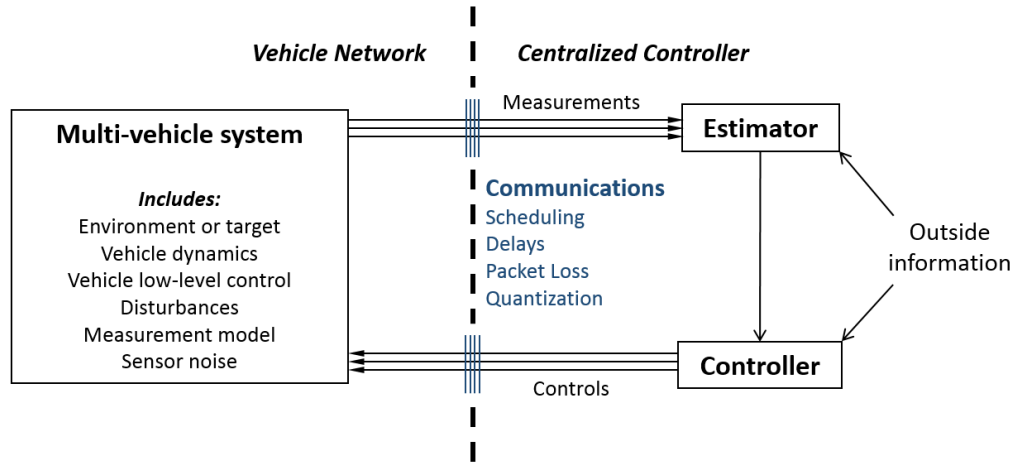 Vehicle Network
Centralized Controller
Measurements
Multi-vehicle system
Estimator
Includes:
Environment or target
Vehicle dynamics
Vehicle low-level control
Disturbances
Measurement model
Sensor noise
Communications
Scheduling
Delays
Packet Loss
Quantization
Outside
information
Controller
Controls